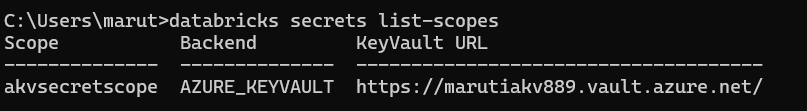 C:\Users\marut>databricks secrets list-scopes
Scope           Backend         KeyVault URL
--------------  --------------  -------------------------------------
akvsecretscope  AZURE_KEYVAULT  https://marutiakv889.vault.azure.net/